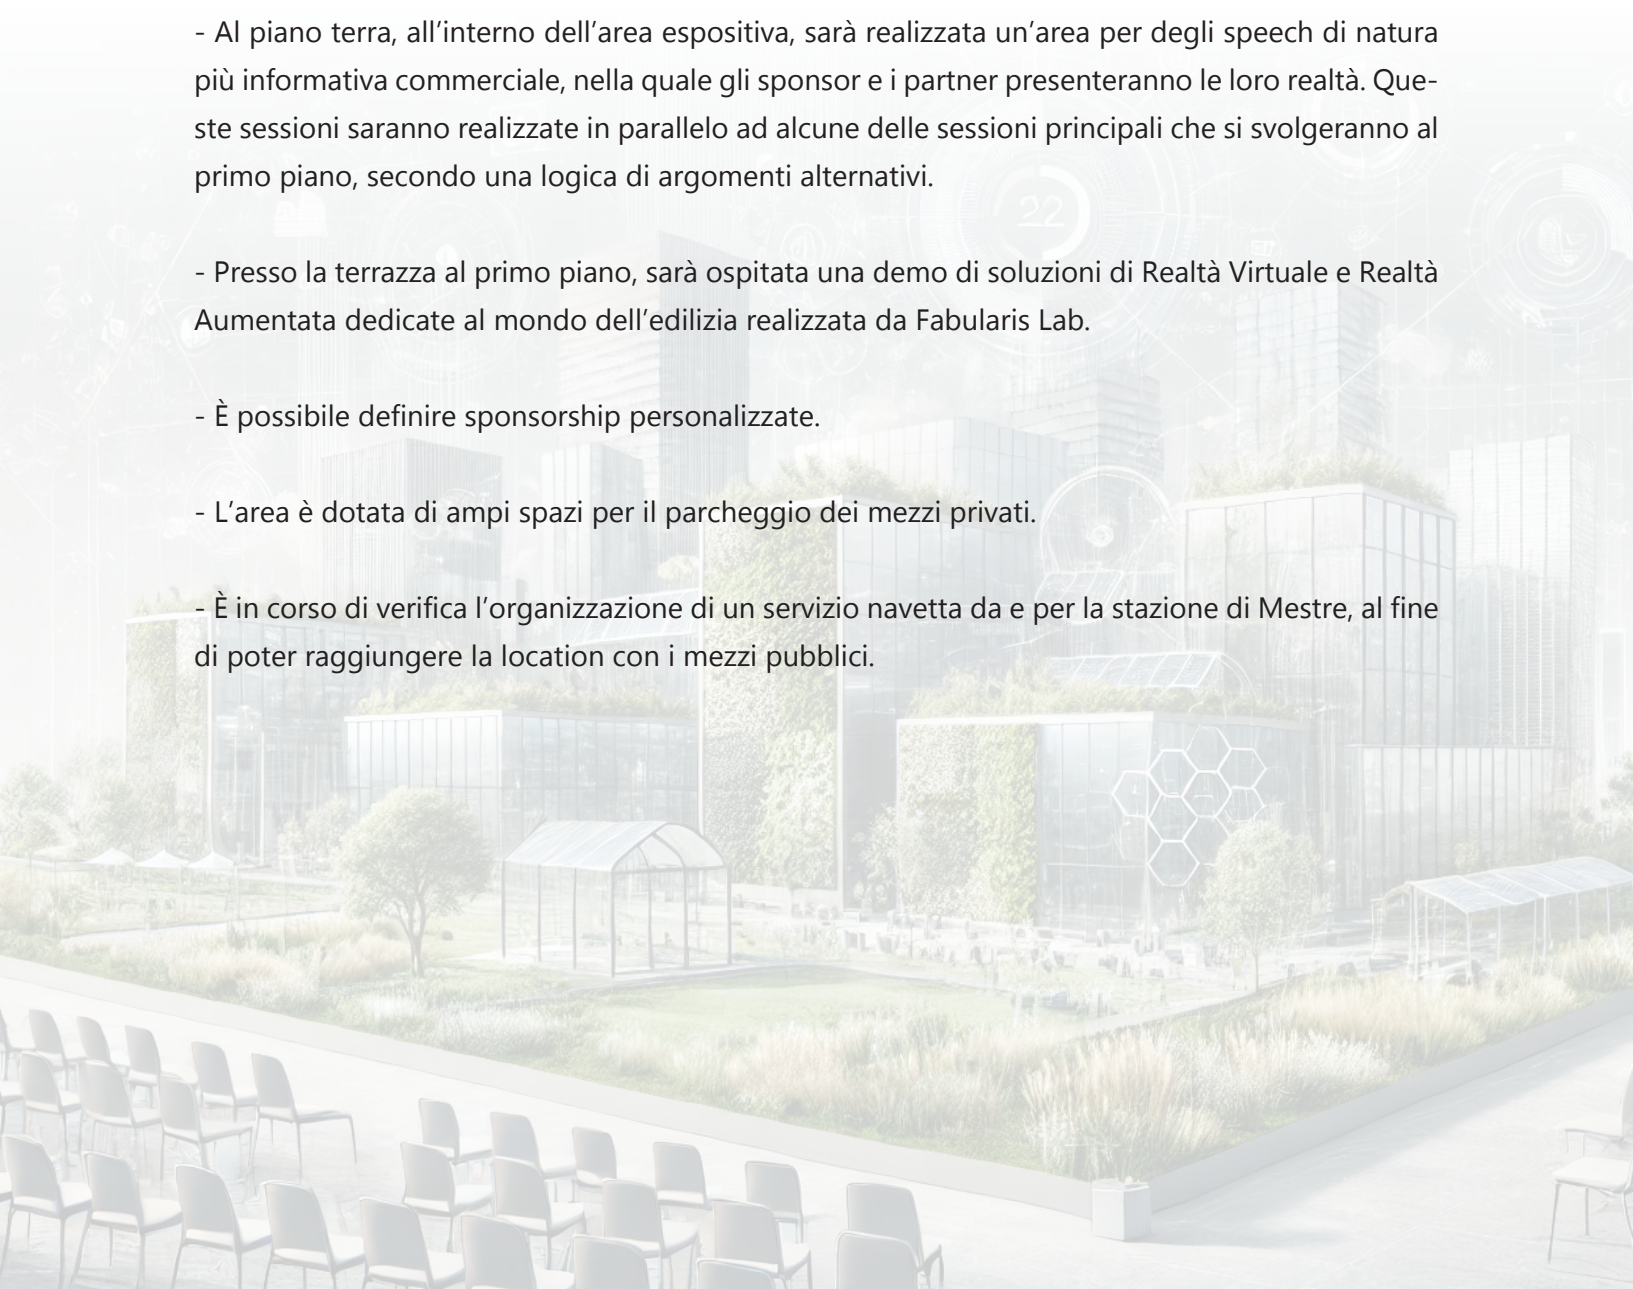 - Al piano terra, all’interno dell’area espositiva, sarà realizzata un’area per degli speech di natura
più informativa commerciale, nella quale gli sponsor e i partner presenteranno le loro realtà. Que-
ste sessioni saranno realizzate in parallelo ad alcune delle sessioni principali che si svolgeranno al
primo piano, secondo una logica di argomenti alternativi.
22
- Presso la terrazza al primo piano, sarà ospitata una demo di soluzioni di Realtà Virtuale e Realtà
Aumentata dedicate al mondo dell’edilizia realizzata da Fabularis Lab.
- È possibile definire sponsorship personalizzate.
- L’area è dotata di ampi spazi per il parcheggio dei mezzi privati.
- È in corso di verifica l’organizzazione di un servizio navetta da e per la stazione di Mestre, al fine
di poter raggiungere la location con i mezzi pubblici.